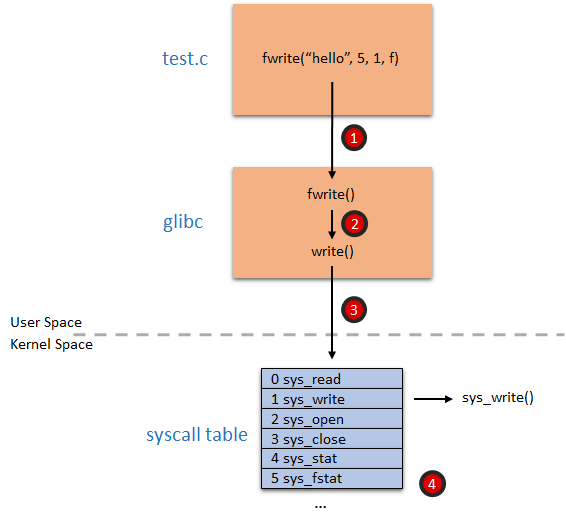 test.c
fwrite(“hello”, 5, 1, f)
1
glibc
fwrite()
2
write()
3
User Space
Kernel Space
syscall table
0 sys_read
1 sys_write
2 sys_open
3 sys_close
4 sys_stat
5 sys_fstat
...
sys_write()
4